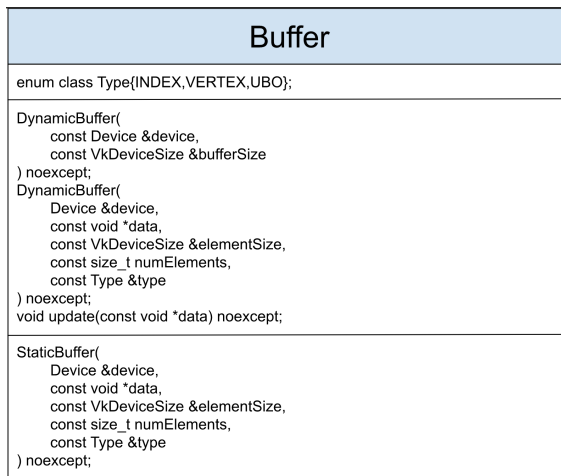 Buffer
enum class Type{INDEX,VERTEX,UBO};
DynamicBuffer(
const Device &device,
const VkDeviceSize &bufferSize
) noexcept;
DynamicBuffer(
Device &device,
const void *data,
const VkDeviceSize &elementSize,
const size_t numElements,
const Type &type
) noexcept;
void update(const void *data) noexcept;
StaticBuffer(
Device &device,
const void *data,
const VkDeviceSize &elementSize,
const size_t numElements,
const Type &type
) noexcept;